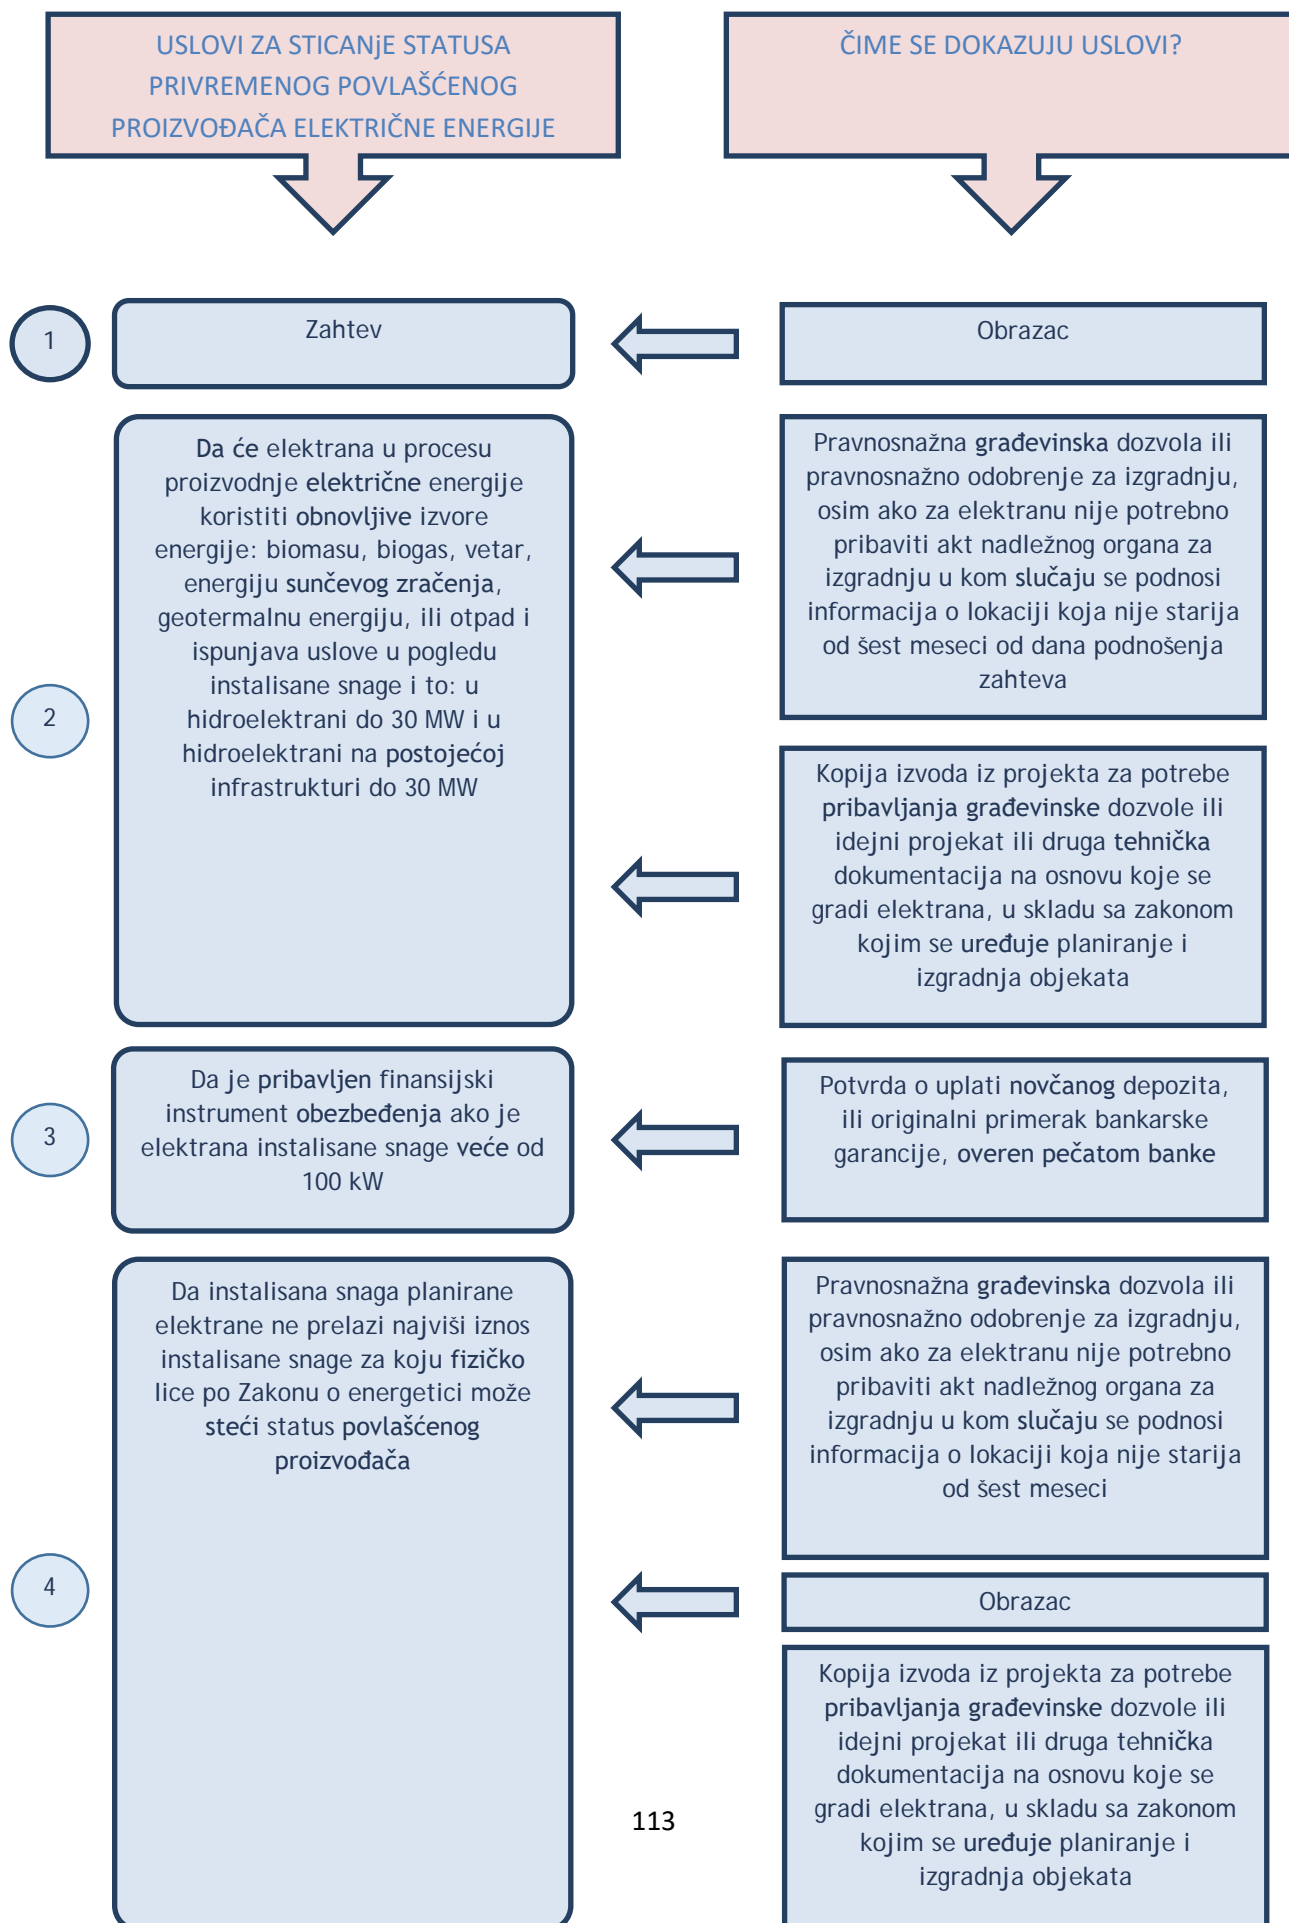 USLOVI ZA STICANjE STATUSA
PRIVREMENOG POVLAŠĆENOG
PROIZVOĐAČA ELEKTRIČNE ENERGIJE
ČIME SE DOKAZUJU USLOVI?
1
Zahtev
Obrazac
2
Da će elektrana u procesu
proizvodnje električne energije
koristiti obnovljive izvore
energije: biomasu, biogas, vetar,
energiju sunčevog zračenja,
geotermalnu energiju, ili otpad i
ispunjava uslove u pogledu
instalisane snage i to: u
hidroelektrani do 30 MW i u
hidroelektrani na postojećoj
infrastrukturi do 30 MW
Pravnosnažna građevinska dozvola ili
pravnosnažno odobrenje za izgradnju,
osim ako za elektranu nije potrebno
pribaviti akt nadležnog organa za
izgradnju u kom slučaju se podnosi
informacija o lokaciji koja nije starija
od šest meseci od dana podnošenja
zahteva
Kopija izvoda iz projekta za potrebe
pribavljanja građevinske dozvole ili
idejni projekat ili druga tehnička
dokumentacija na osnovu koje se
gradi elektrana, u skladu sa zakonom
kojim se uređuje planiranje i
izgradnja objekata
3
Da je pribavljen finansijski
instrument obezbeđenja ako je
elektrana instalisane snage veće od
100 kW
Potvrda o uplati novčanog depozita,
ili originalni primerak bankarske
garancije, overen pečatom banke
4
Da instalisana snaga planirane
elektrane ne prelazi najviši iznos
instalisane snage za koju fizičko
lice po Zakonu o energetici može
steći status povlašćenog
proizvođača
Pravnosnažna građevinska dozvola ili
pravnosnažno odobrenje za izgradnju,
osim ako za elektranu nije potrebno
pribaviti akt nadležnog organa za
izgradnju u kom slučaju se podnosi
informacija o lokaciji koja nije starija
od šest meseci
Obrazac
Kopija izvoda iz projekta za potrebe
pribavljanja građevinske dozvole ili
idejni projekat ili druga tehnička
dokumentacija na osnovu koje se
gradi elektrana, u skladu sa zakonom
kojim se uređuje planiranje i
izgradnja objekata
113